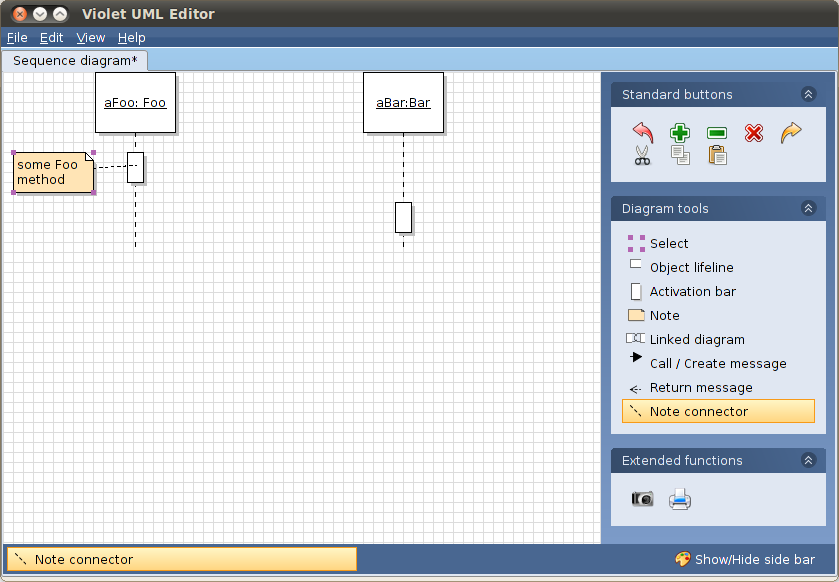 Violet UML Editor
File Edit View Help
Sequence diagram*
aFoo: Foo
aBar:Bar
some Foo
method
Standard buttons
Diagram tools
Select
Object lifeline
Activation bar
Note
Linked diagram
Call / Create message
Return message
Note connector
Extended functions
Note connector
Show/Hide side bar